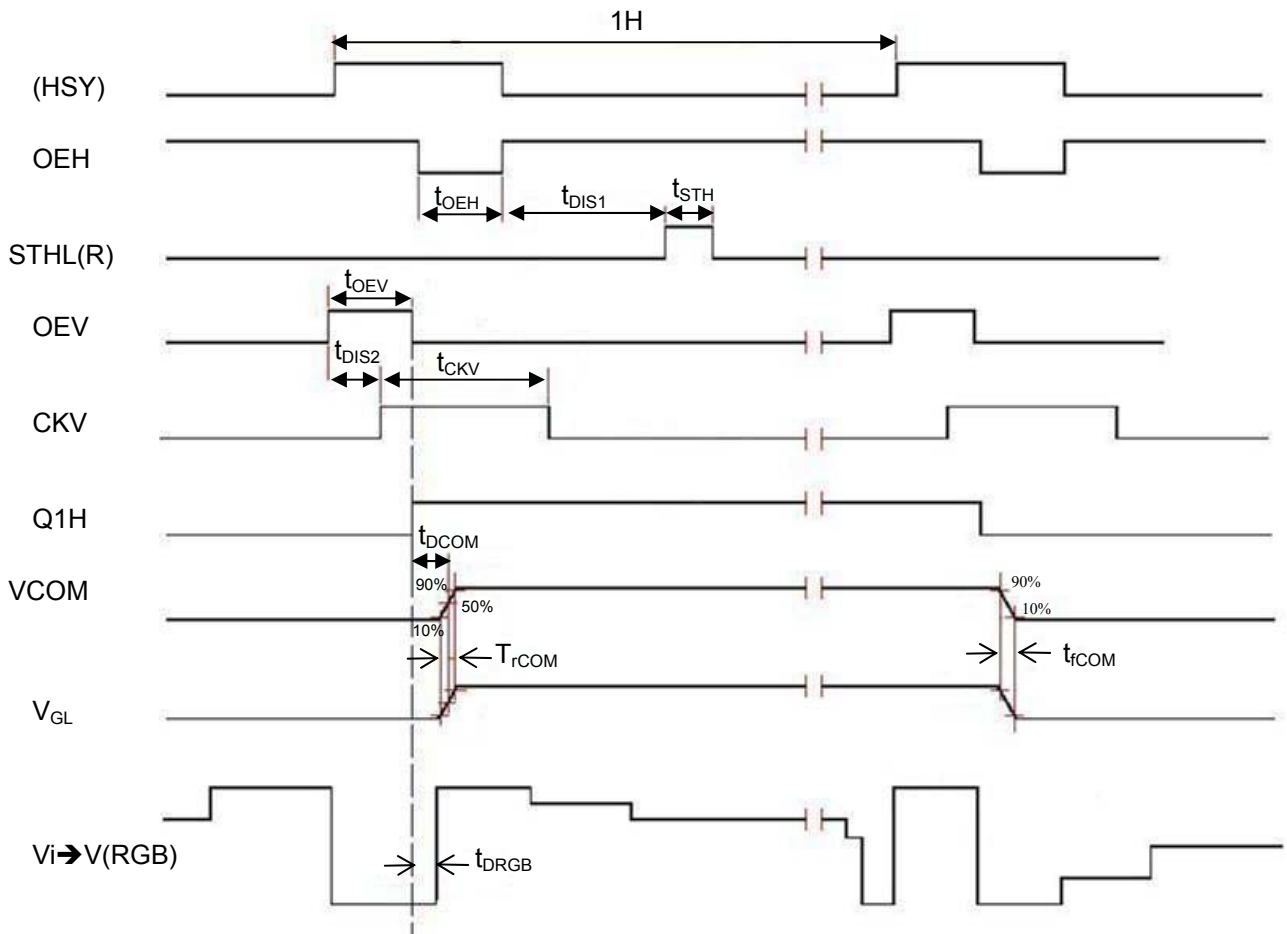 1H
(HSY)
OEH
tOEH
tDIS1
tSTH
STHL(R)
tOEV
OEV
tDIS2
tCKV
CKV
Q1H
tDCOM
VCOM
90%
50%
10%
90%
10%
TrCOM
tfCOM
VGL
Vi➔V(RGB)
tDRGB